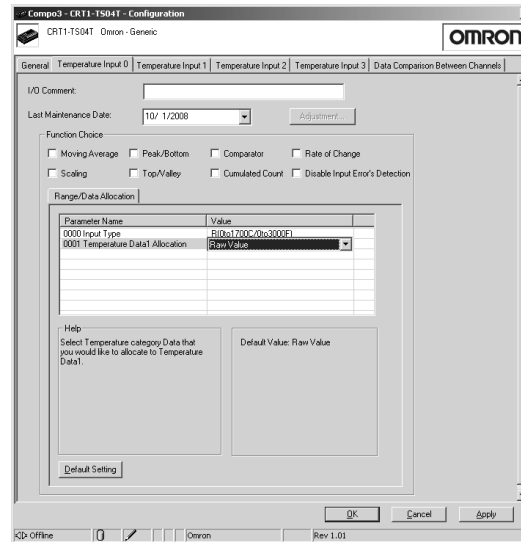 Compo3 - CRT1-TS04T - Configuration
CRT1-TS04T Omron - Generic
OMRON
General Temperature Input 0 Temperature Input 1 Temperature Input 2 Temperature Input 3 Data Comparison Between Channels
I/O Comment:
Last Maintenance Date: 10/ 1/2008 Adjustment...
Function Choice
Moving Average Peak/Bottom Comparator Rate of Change
Scaling Top/Valley Cumulated Count Disable Input Error's Detection
Range/Data Allocation
Parameter Name Value
0000 Input Type R(0to1700C/0to3000F)
0001 Temperature Data1 Allocation Raw Value
Help
Select Temperature category Data that
you would like to allocate to Temperature
Data1.
Default Value: Raw Value
Default Setting
OK Cancel Apply
Offline Omron Rev 1.01